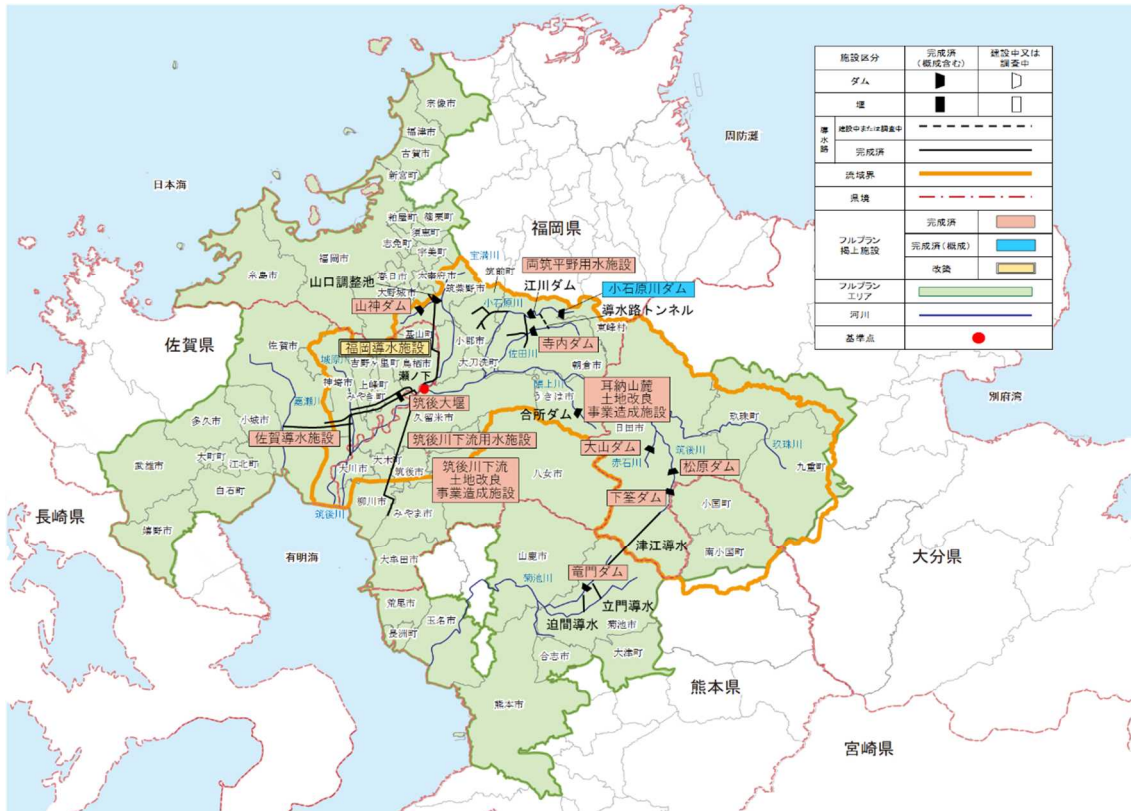 施設区分
完成済
(概成含む)
建設中又は
調査中
ダム
堰
導水路
建設中または調査中
完成済
流域界
県境
フルプラン
掲上施設
完成済
完成済(概成)
改築
フルプラン
エリア
河川
基準点
日本海
周防灘
別府湾
有明海
福岡県
佐賀県
長崎県
大分県
熊本県
宮崎県
宗像市
福津市
古賀市
新宮町
粕屋町
篠栗町
須恵町
志免町
宇美町
福岡市
糸島市
春日市
太宰府市
大野城市
筑紫野市
宝満川
筑前町
両筑平野用水施設
江川ダム
小石原川ダム
導水路トンネル
小石原川
山口調整池
山神ダム
福岡導水施設
基山町
小郡市
東峰村
寺内ダム
佐田川
朝倉市
大刀洗町
佐賀市
城原川
吉野ヶ里町
鳥栖市
神埼市
上峰町
みやき町
瀬ノ下
嘉瀬川
筑後大堰
久留米市
うきは市
耳納山麓
土地改良
事業造成施設
合所ダム
日田市
玖珠町
玖珠川
九重町
筑後川
大山ダム
赤石川
松原ダム
下筌ダム
小国町
南小国町
津江導水
多久市
小城市
佐賀導水施設
筑後川下流用水施設
筑後川下流
土地改良
事業造成施設
大町町
江北町
武雄市
白石町
嬉野市
大川市
大木町
筑後市
柳川市
みやま市
八女市
筑後川
大牟田市
荒尾市
長洲町
玉名市
山鹿市
菊池川
竜門ダム
立門導水
迫間導水
菊池市
合志市
大津町
熊本市